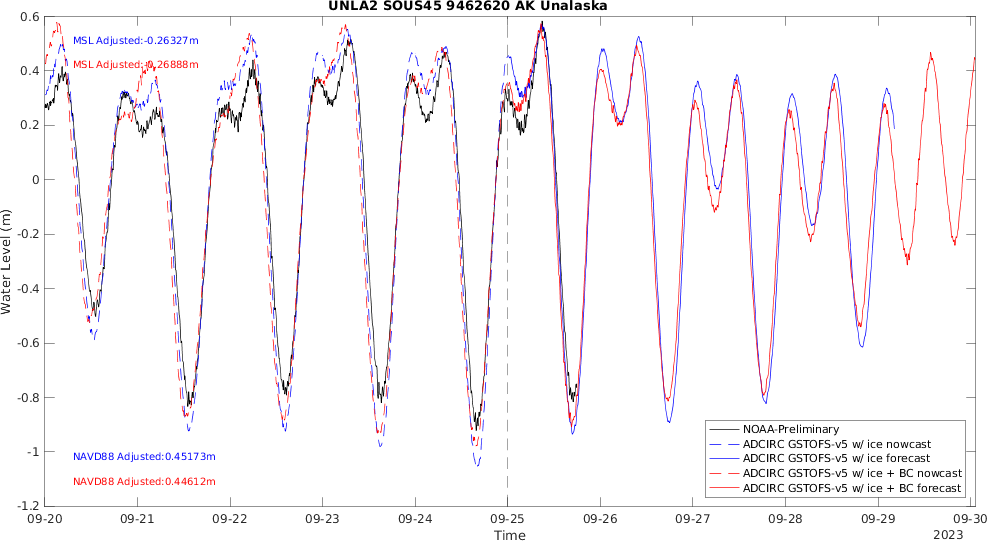 UNLA2 SOUS45 9462620 AK Unalaska
0.6
0.4
0.2
0
-0.2
-0.4
-0.6
-0.8
-1
-1.2
Water Level (m)
MSL Adjusted:-0.26327m
MSL Adjusted:-0.26888m
NAVD88 Adjusted:0.45173m
NAVD88 Adjusted:0.44612m
NOAA-Preliminary
ADCIRC GSTOFS-v5 w/ ice nowcast
ADCIRC GSTOFS-v5 w/ ice forecast
ADCIRC GSTOFS-v5 w/ ice + BC nowcast
ADCIRC GSTOFS-v5 w/ ice + BC forecast
09-20 09-21 09-22 09-23 09-24 09-25 09-26 09-27 09-28 09-29 09-30
Time
2023